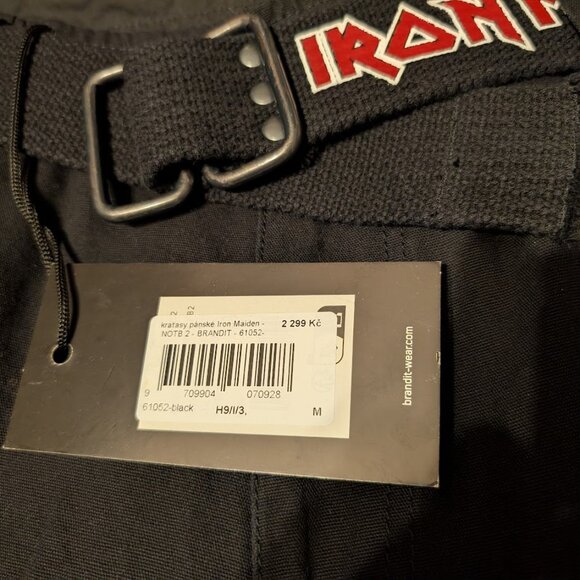 IRON
kraťasy pánské Iron Maiden - 2 299 Kč
NOTB 2 - BRANDIT - 61052-
9 709904 070928
61052-black H9/I/3, M
brandit-wear.com